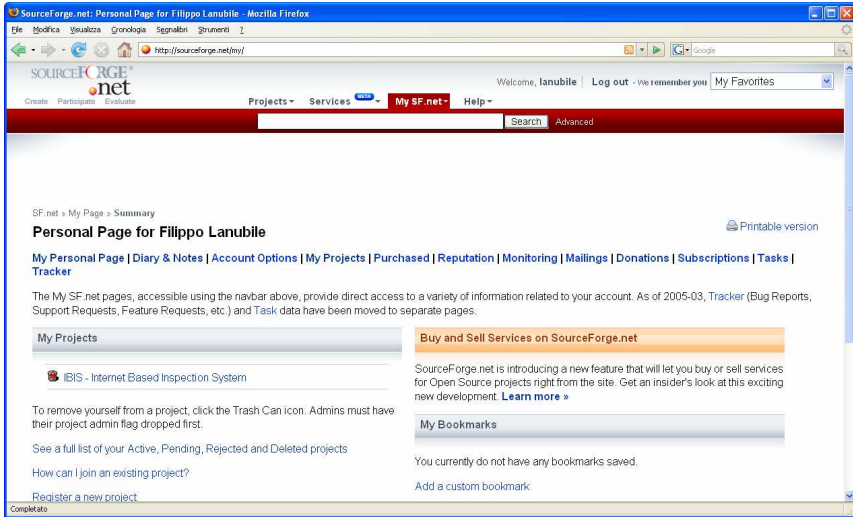 SourceForge.net: Personal Page for Filippo Lanubile - Mozilla Firefox
File Modifica Visualizza Cronologia Segnalibri Strumenti ?
http://sourceforge.net/my/
Google
SOURCEFORGE®
.net
Create Participate Evaluate
Welcome, lanubile Log out - We remember you My Favorites
Projects Services BETA My SF.net Help
Search Advanced
SF.net » My Page » Summary
Printable version
Personal Page for Filippo Lanubile
My Personal Page | Diary & Notes | Account Options | My Projects | Purchased | Reputation | Monitoring | Mailings | Donations | Subscriptions | Tasks |
Tracker
The My SF.net pages, accessible using the navbar above, provide direct access to a variety of information related to your account. As of 2005-03, Tracker (Bug Reports,
Support Requests, Feature Requests, etc.) and Task data have been moved to separate pages.
My Projects
IBIS - Internet Based Inspection System
To remove yourself from a project, click the Trash Can icon. Admins must have
their project admin flag dropped first.
See a full list of your Active, Pending, Rejected and Deleted projects
How can I join an existing project?
Register a new project
Buy and Sell Services on SourceForge.net
SourceForge.net is introducing a new feature that will let you buy or sell services
for Open Source projects right from the site. Get an insider's look at this exciting
new development. Learn more »
My Bookmarks
You currently do not have any bookmarks saved.
Add a custom bookmark
Completato